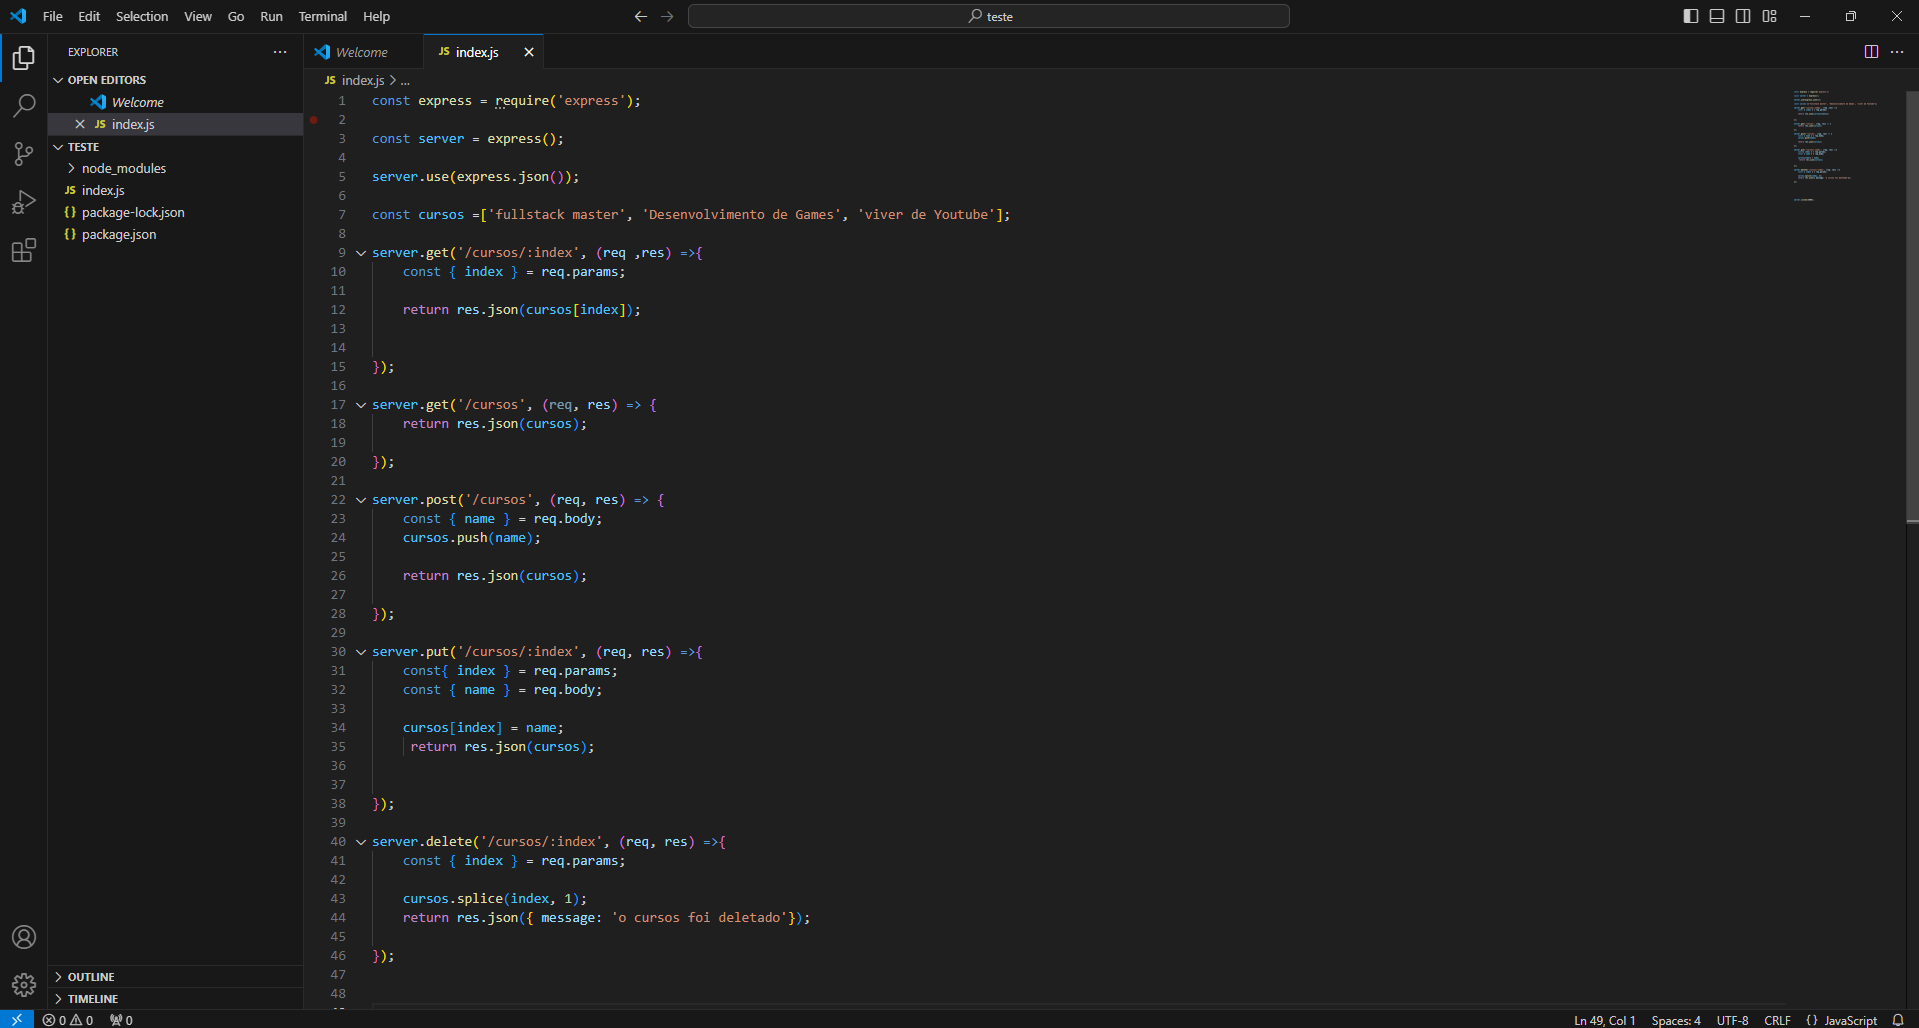 File Edit Selection View Go Run Terminal Help
teste
EXPLORER
OPEN EDITORS
Welcome
JS index.js
TESTE
node_modules
JS index.js
{} package-lock.json
{} package.json
OUTLINE
TIMELINE
Welcome
JS index.js
JS index.js > ...
1 const express = require('express');
2
3 const server = express();
4
5 server.use(express.json());
6
7 const cursos =['fullstack master', 'Desenvolvimento de Games', 'viver de Youtube'];
8
9 server.get('/cursos/:index', (req ,res) =>{
10 const { index } = req.params;
11
12 return res.json(cursos[index]);
13
14
15 });
16
17 server.get('/cursos', (req, res) => {
18 return res.json(cursos);
19
20 });
21
22 server.post('/cursos', (req, res) => {
23 const { name } = req.body;
24 cursos.push(name);
25
26 return res.json(cursos);
27
28 });
29
30 server.put('/cursos/:index', (req, res) =>{
31 const{ index } = req.params;
32 const { name } = req.body;
33
34 cursos[index] = name;
35 return res.json(cursos);
36
37
38 });
39
40 server.delete('/cursos/:index', (req, res) =>{
41 const { index } = req.params;
42
43 cursos.splice(index, 1);
44 return res.json({ message: 'o cursos foi deletado'});
45
46 });
47
48
0 0 0
Ln 49, Col 1 Spaces: 4 UTF-8 CRLF {} JavaScript